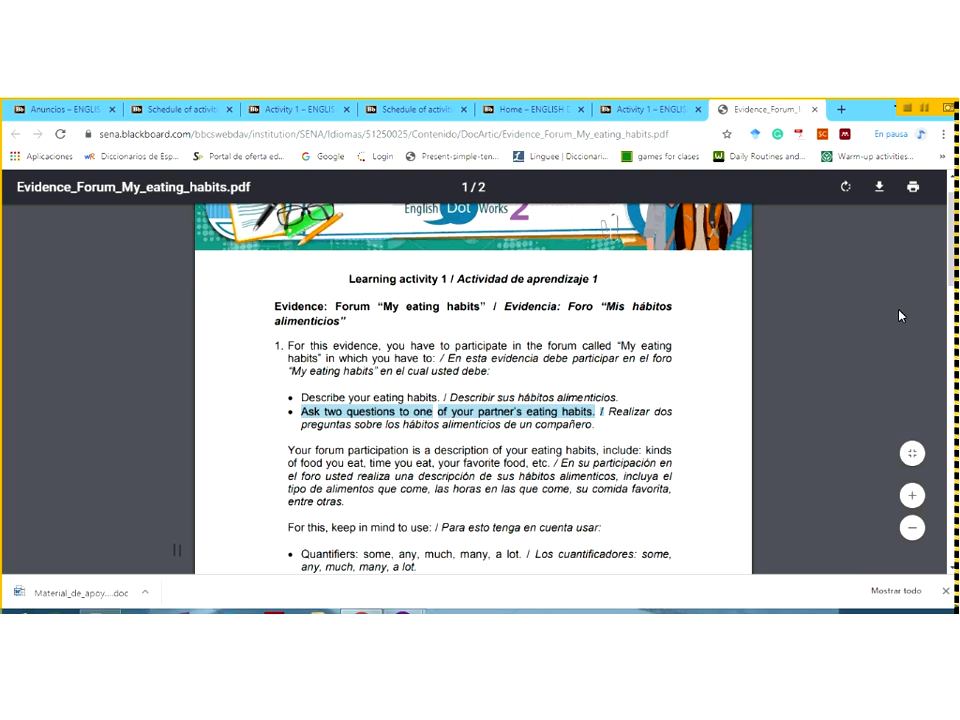 Anuncios – ENGLIS
Schedule of activiti
Activity 1 – ENGLIS
Schedule of activiti
Home – ENGLISH D
Activity 1 – ENGLIS
Evidence_Forum_
sena.blackboard.com/bbcswebdav/institution/SENA/Idiomas/51250025/Contenido/DocArtic/Evidence_Forum_My_eating_habits.pdf
En pausa
Aplicaciones
Diccionarios de Esp...
Portal de oferta ed...
Google
Login
Present-simple-ten...
Linguee | Diccionari...
games for clases
Daily Routines and...
Warm-up activities...
»
Evidence_Forum_My_eating_habits.pdf
1 / 2
English Dot Works 2
Learning activity 1 / Actividad de aprendizaje 1
Evidence: Forum “My eating habits” / Evidencia: Foro “Mis hábitos
alimenticios”
1. For this evidence, you have to participate in the forum called “My eating
habits” in which you have to: / En esta evidencia debe participar en el foro
“My eating habits” en el cual usted debe:
• Describe your eating habits. / Describir sus hábitos alimenticios.
• Ask two questions to one of your partner’s eating habits. / Realizar dos
preguntas sobre los hábitos alimenticios de un compañero.
Your forum participation is a description of your eating habits, include: kinds
of food you eat, time you eat, your favorite food, etc. / En su participación en
el foro usted realiza una descripción de sus hábitos alimenticios, incluya el
tipo de alimentos que come, las horas en las que come, su comida favorita,
entre otras.
For this, keep in mind to use: / Para esto tenga en cuenta usar:
• Quantifiers: some, any, much, many, a lot. / Los cuantificadores: some,
any, much, many, a lot.
Material_de_apoy....doc
Mostrar todo